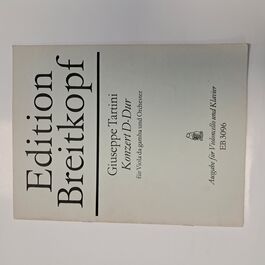 Edition
Breitkopf
Giuseppe Tartini
Konzert D-Dur
für Viola da gamba und Orchester
Ausgabe für Violoncello und Klavier
EB 3096